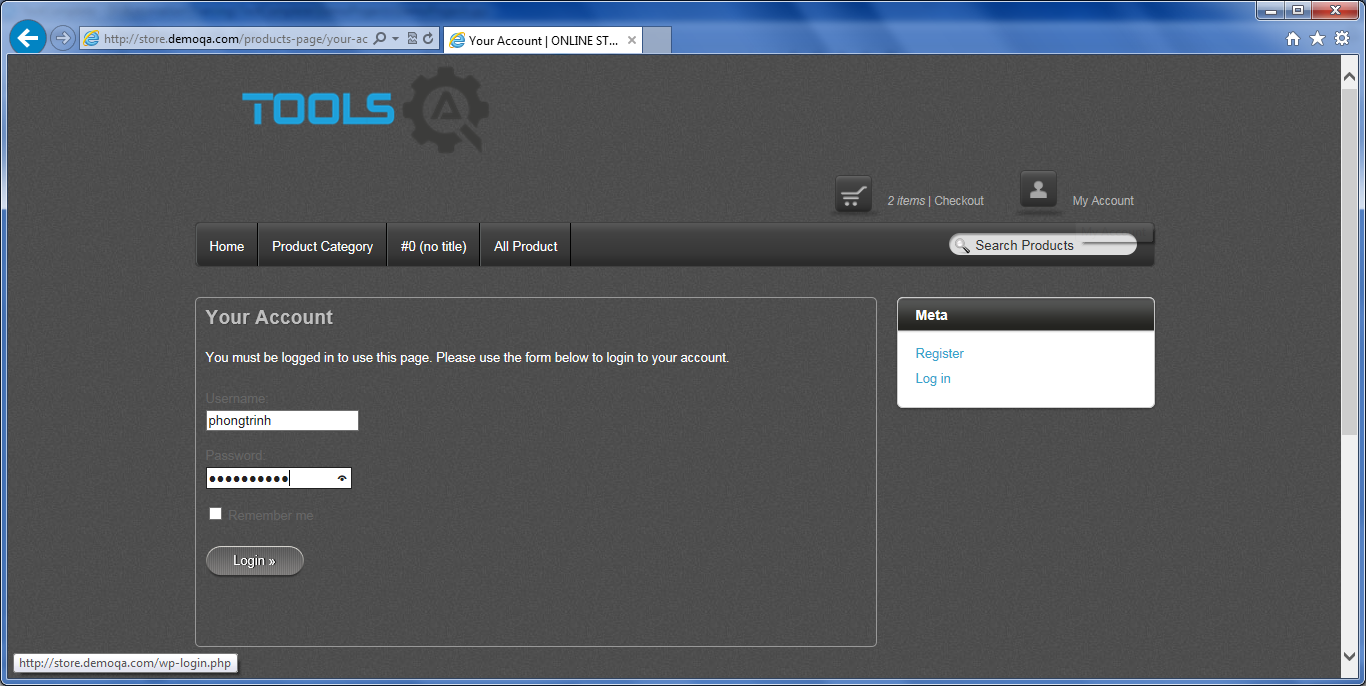 http://store.demoqa.com/products-page/your-ac
Your Account | ONLINE ST...
TOOLS QA
2 items | Checkout
My Account
Home
Product Category
#0 (no title)
All Product
Search Products
Your Account
Meta
You must be logged in to use this page. Please use the form below to login to your account.
Register
Log in
Username:
phongtrinh
Password:
Remember me
Login »
http://store.demoqa.com/wp-login.php